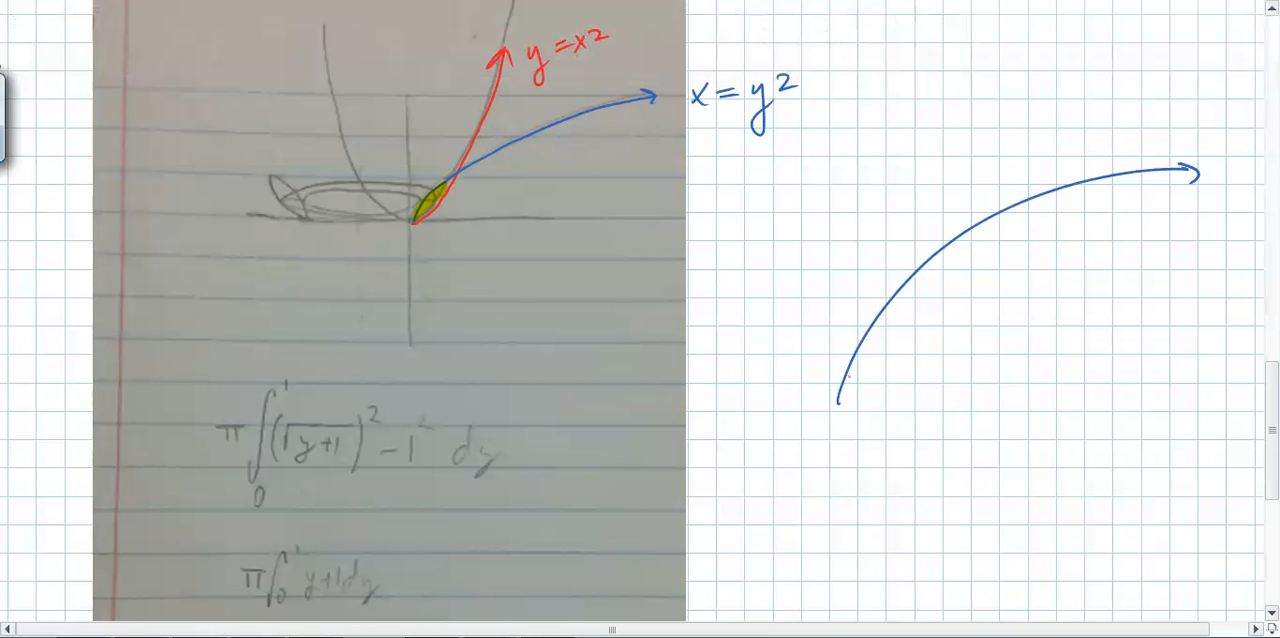 y = x²
x = y²
π ∫₀¹ (√(y+1))² - 1² dy
π ∫₀¹ y+1 dy